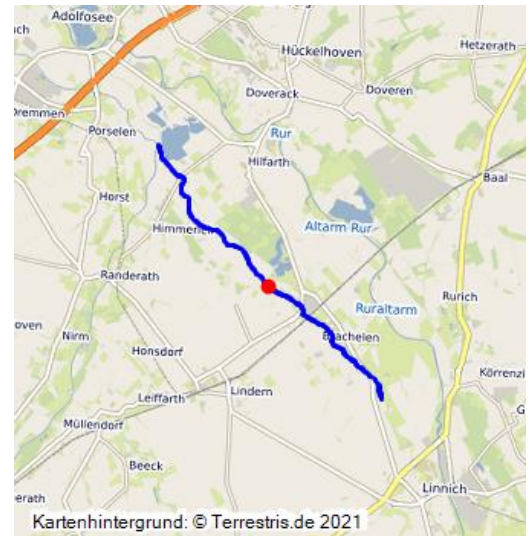 Adolfosee
Hückelhoven
Hetzerath
Doverack
Doveren
Dremmen
Porselen
Rur
Hilfarth
Baal
Horst
Himmerich
Altarm Rur
Randerath
Ruraltarm
Rurich
Nirm
Honsdorf
Brachelen
Leiffarth
Lindern
Körrenzi
Müllendorf
Beeck
Linnich
Kartenhintergrund: © Terrestris.de 2021